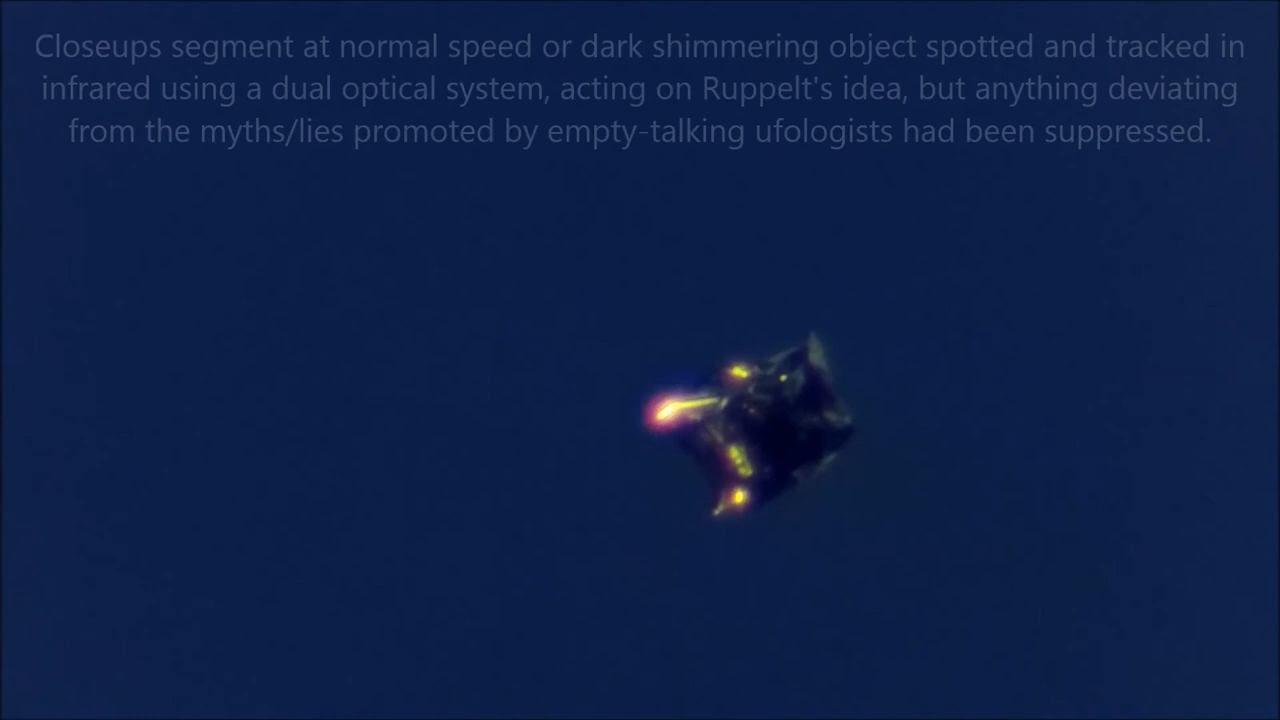 Closeups segment at normal speed or dark shimmering object spotted and tracked in
infrared using a dual optical system, acting on Ruppelt's idea, but anything deviating
from the myths/lies promoted by empty-talking ufologists had been suppressed.